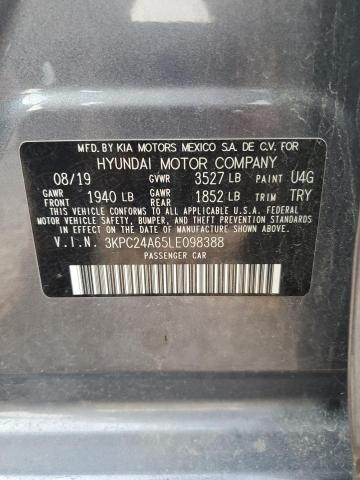 MFD.BY KIA MOTORS MEXICO S.A. DE C.V. FOR
HYUNDAI MOTOR COMPANY
08/19 GVWR 3527 LB PAINT U4G
GAWR FRONT 1940 LB GAWR REAR 1852 LB TRIM TRY
THIS VEHICLE CONFORMS TO ALL APPLICABLE U.S. FEDERAL
MOTOR VEHICLE SAFETY, BUMPER, AND THEFT PREVENTION STANDARDS
IN EFFECT ON THE DATE OF MANUFACTURE SHOWN ABOVE.
V.I.N. 3KPC24A65LE098388
PASSENGER CAR